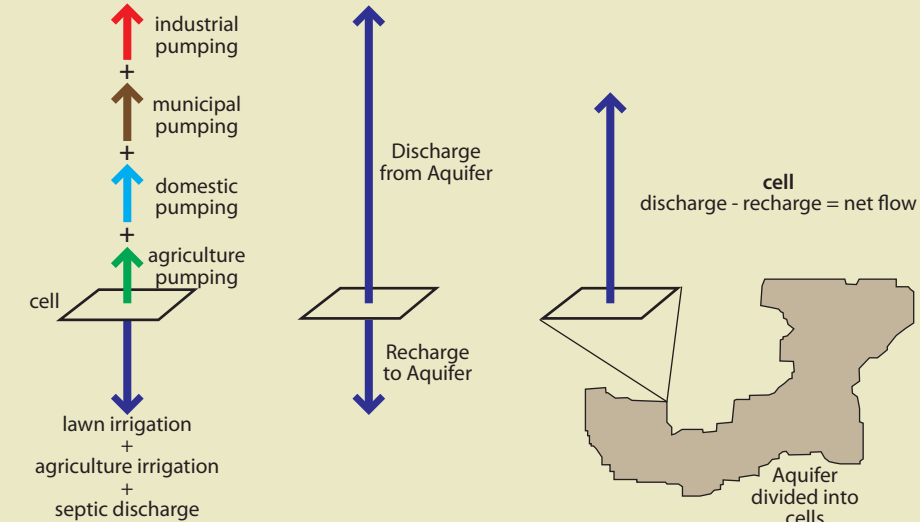 industrial
pumping
+
municipal
pumping
+
domestic
pumping
+
agriculture
pumping
cell
lawn irrigation
+
agriculture irrigation
+
septic discharge
Discharge
from Aquifer
Recharge
to Aquifer
cell
discharge - recharge = net flow
Aquifer
divided into
cells